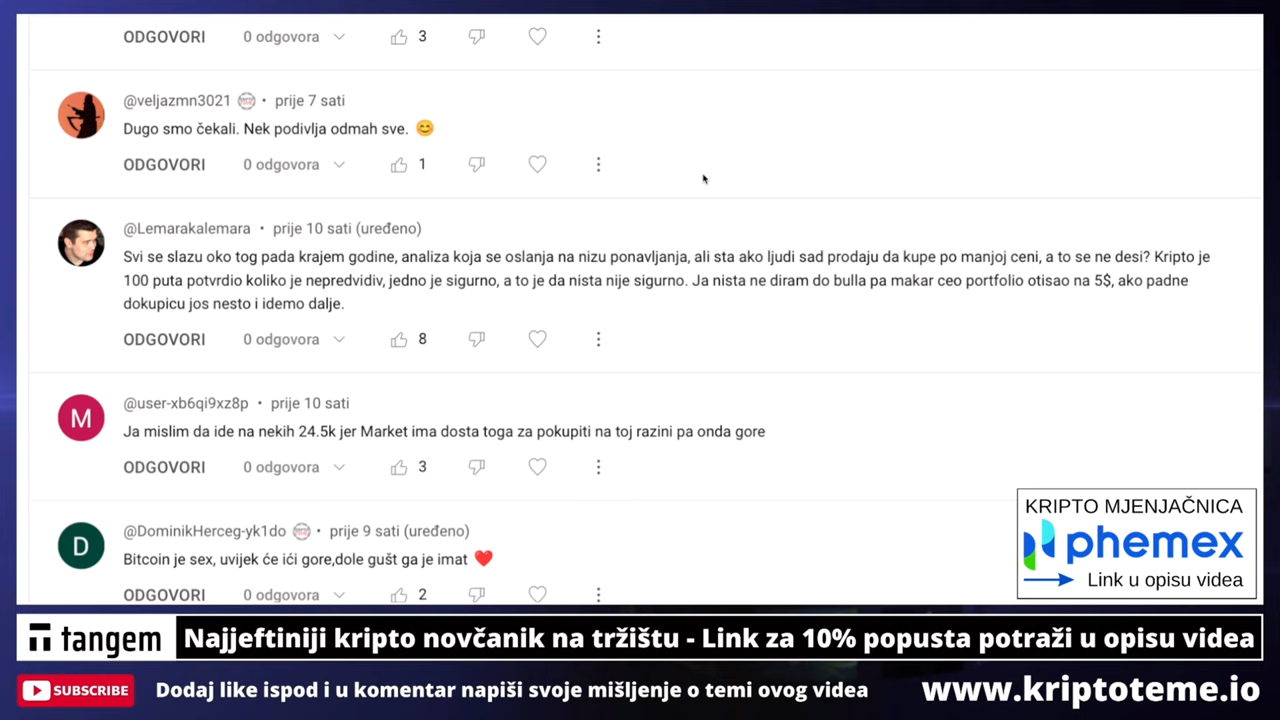 ODGOVORI 0 odgovora 3
@veljazmn3021 • prije 7 sati
Dugo smo čekali. Nek podivlja odmah sve. 😊
ODGOVORI 0 odgovora 1
@Lemarakalemara • prije 10 sati (uređeno)
Svi se slazu oko tog pada krajem godine, analiza koja se oslanja na nizu ponavljanja, ali sta ako ljudi sad prodaju da kupe po manjoj ceni, a to se ne desi? Kripto je
100 puta potvrdio koliko je nepredvidiv, jedno je sigurno, a to je da nista nije sigurno. Ja nista ne diram do bulla pa makar ceo portfolio otisao na 5$, ako padne
dokupicu jos nesto i idemo dalje.
ODGOVORI 0 odgovora 8
M
@user-xb6qi9xz8p • prije 10 sati
Ja mislim da ide na nekih 24.5k jer Market ima dosta toga za pokupiti na toj razini pa onda gore
ODGOVORI 0 odgovora 3
D
@DominikHerceg-yk1do • prije 9 sati (uređeno)
Bitcoin je sex, uvijek će ići gore,dole gušt ga je imat ❤️
ODGOVORI 0 odgovora 2
KRIPTO MJENJAČNICA
phemex
Link u opisu videa
tangem
Najjeftiniji kripto novčanik na tržištu - Link za 10% popusta potraži u opisu videa
SUBSCRIBE
Dodaj like ispod i u komentar napiši svoje mišljenje o temi ovog videa
www.kriptoteme.io